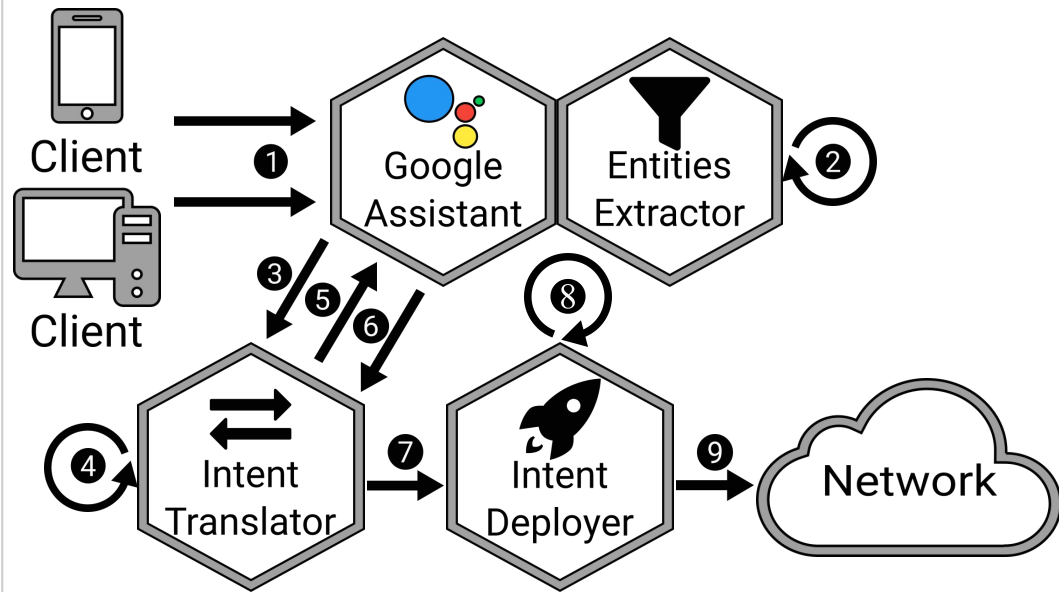 Client
1
Client
Google
Assistant
Entities
Extractor
2
3
5
6
8
4
Intent
Translator
7
Intent
Deployer
9
Network